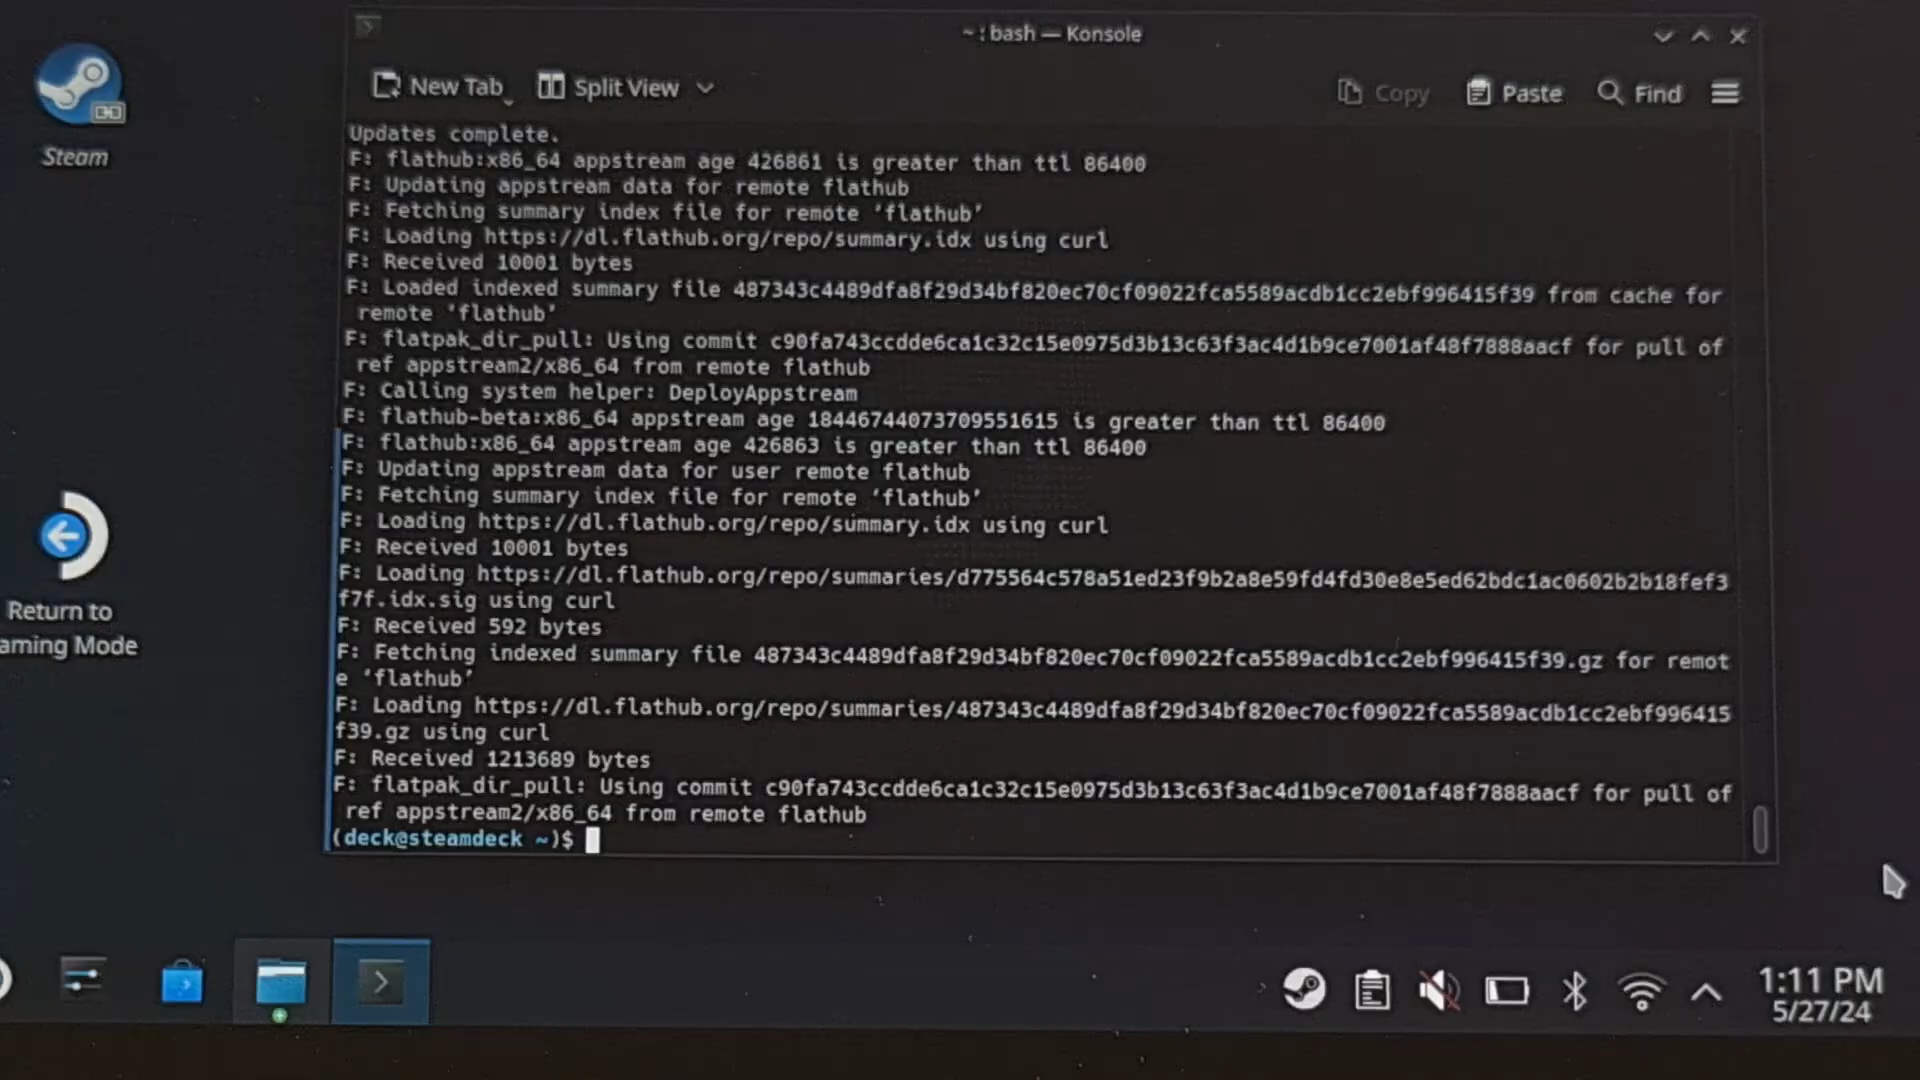 ~ : bash — Konsole
New Tab Split View Copy Paste Find
Steam
Updates complete.
F: flathub:x86_64 appstream age 426861 is greater than ttl 86400
F: Updating appstream data for remote flathub
F: Fetching summary index file for remote ‘flathub’
F: Loading https://dl.flathub.org/repo/summary.idx using curl
F: Received 10001 bytes
F: Loaded indexed summary file 487343c4489dfa8f29d34bf820ec70cf09022fca5589acdb1cc2ebf996415f39 from cache for
remote ‘flathub’
F: flatpak_dir_pull: Using commit c90fa743ccdde6ca1c32c15e0975d3b13c63f3ac4d1b9ce7001af48f7888aacf for pull of
ref appstream2/x86_64 from remote flathub
F: Calling system helper: DeployAppstream
F: flathub-beta:x86_64 appstream age 18446744073709551615 is greater than ttl 86400
F: flathub:x86_64 appstream age 426863 is greater than ttl 86400
F: Updating appstream data for user remote flathub
F: Fetching summary index file for remote ‘flathub’
F: Loading https://dl.flathub.org/repo/summary.idx using curl
F: Received 10001 bytes
F: Loading https://dl.flathub.org/repo/summaries/d775564c578a51ed23f9b2a8e59fd4fd30e8e5ed62bdc1ac0602b2b18fef3
f7f.idx.sig using curl
F: Received 592 bytes
F: Fetching indexed summary file 487343c4489dfa8f29d34bf820ec70cf09022fca5589acdb1cc2ebf996415f39.gz for remot
e ‘flathub’
F: Loading https://dl.flathub.org/repo/summaries/487343c4489dfa8f29d34bf820ec70cf09022fca5589acdb1cc2ebf996415
f39.gz using curl
F: Received 1213689 bytes
F: flatpak_dir_pull: Using commit c90fa743ccdde6ca1c32c15e0975d3b13c63f3ac4d1b9ce7001af48f7888aacf for pull of
ref appstream2/x86_64 from remote flathub
(deck@steamdeck ~)$
Return to
aming Mode
1:11 PM
5/27/24